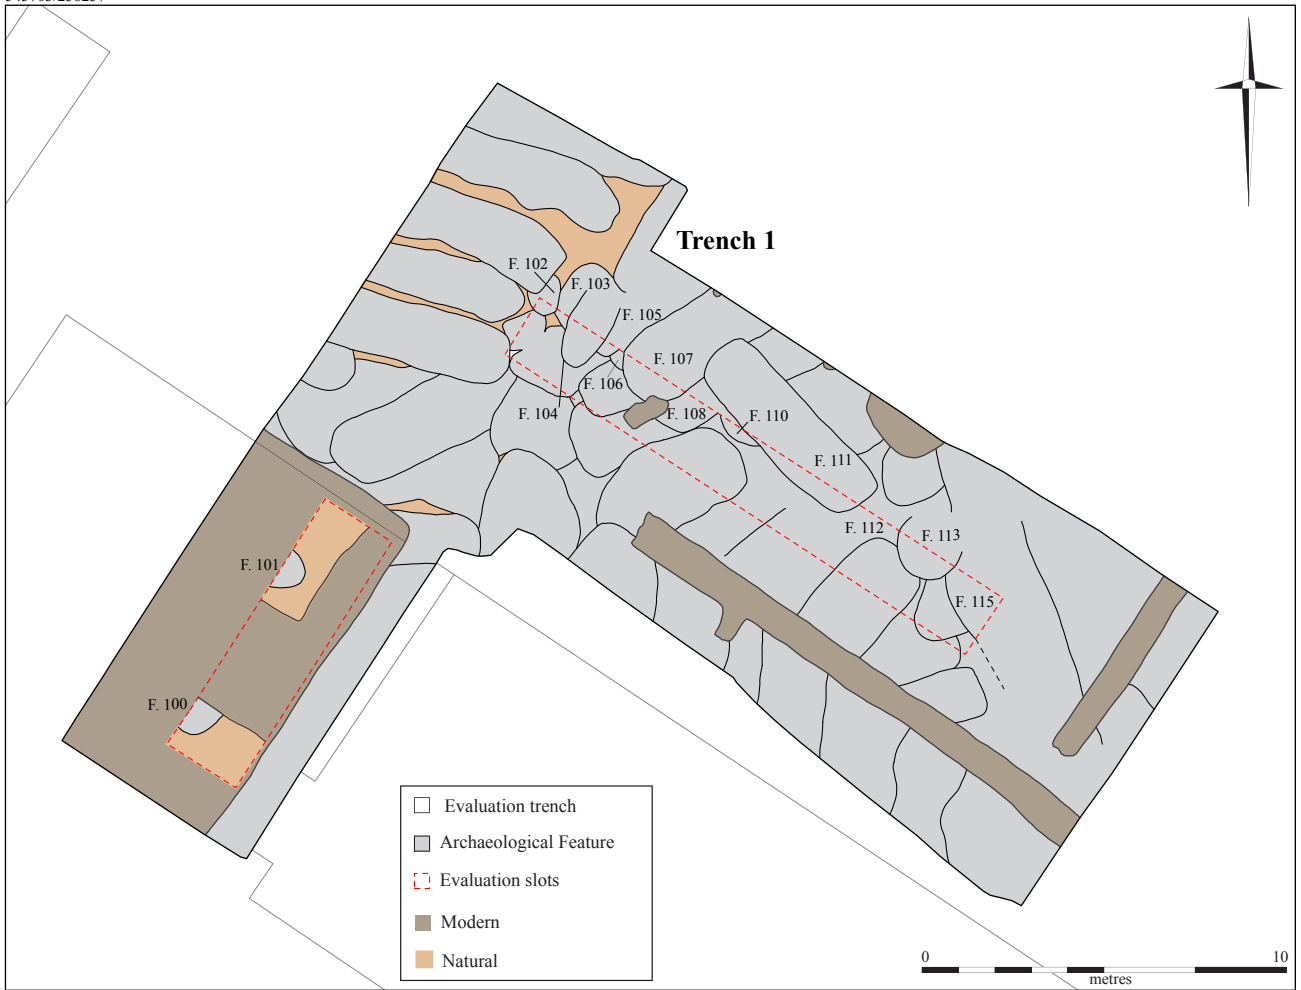 Trench 1
F. 102
F. 103
F. 105
F. 107
F. 106
F. 104
F. 108
F. 110
F. 111
F. 112
F. 113
F. 115
F. 101
F. 100
Evaluation trench
Archaeological Feature
Evaluation slots
Modern
Natural
0 10
metres